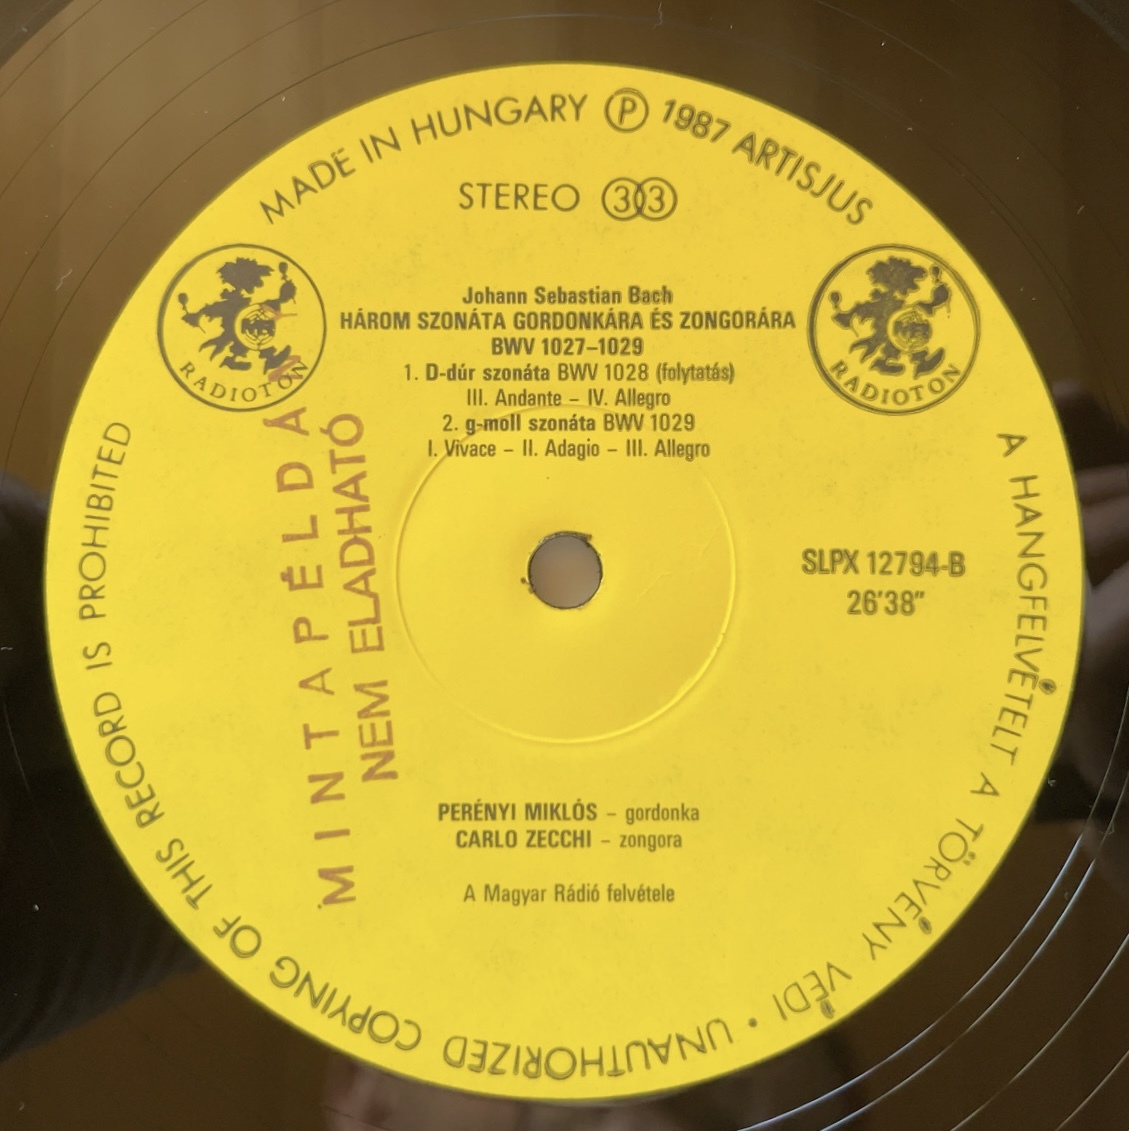 MADE IN HUNGARY Ⓟ 1987 ARTISJUS
STEREO 33
RADIOTON
RADIOTON
Johann Sebastian Bach
HÁROM SZONÁTA GORDONKÁRA ÉS ZONGORÁRA
BWV 1027–1029
1. D-dúr szonáta BWV 1028 (folytatás)
III. Andante – IV. Allegro
2. g-moll szonáta BWV 1029
I. Vivace – II. Adagio – III. Allegro
SLPX 12794-B
26'38"
MINTAPÉLDÁNY
NEM ELADHATÓ
PERÉNYI MIKLÓS – gordonka
CARLO ZECCHI – zongora
A Magyar Rádió felvétele
A HANGFELVÉTELT A TÖRVÉNY VÉDI • UNAUTHORIZED COPYING OF THIS RECORD IS PROHIBITED